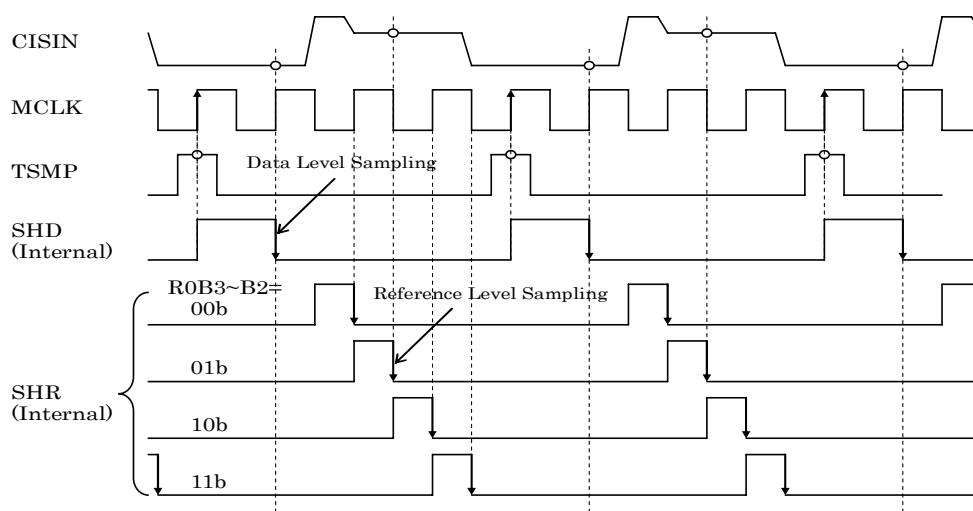 CISIN
MCLK
TSMP
Data Level Sampling
SHD
(Internal)
R0B3~B2=
00b
Reference Level Sampling
01b
SHR
(Internal)
10b
11b